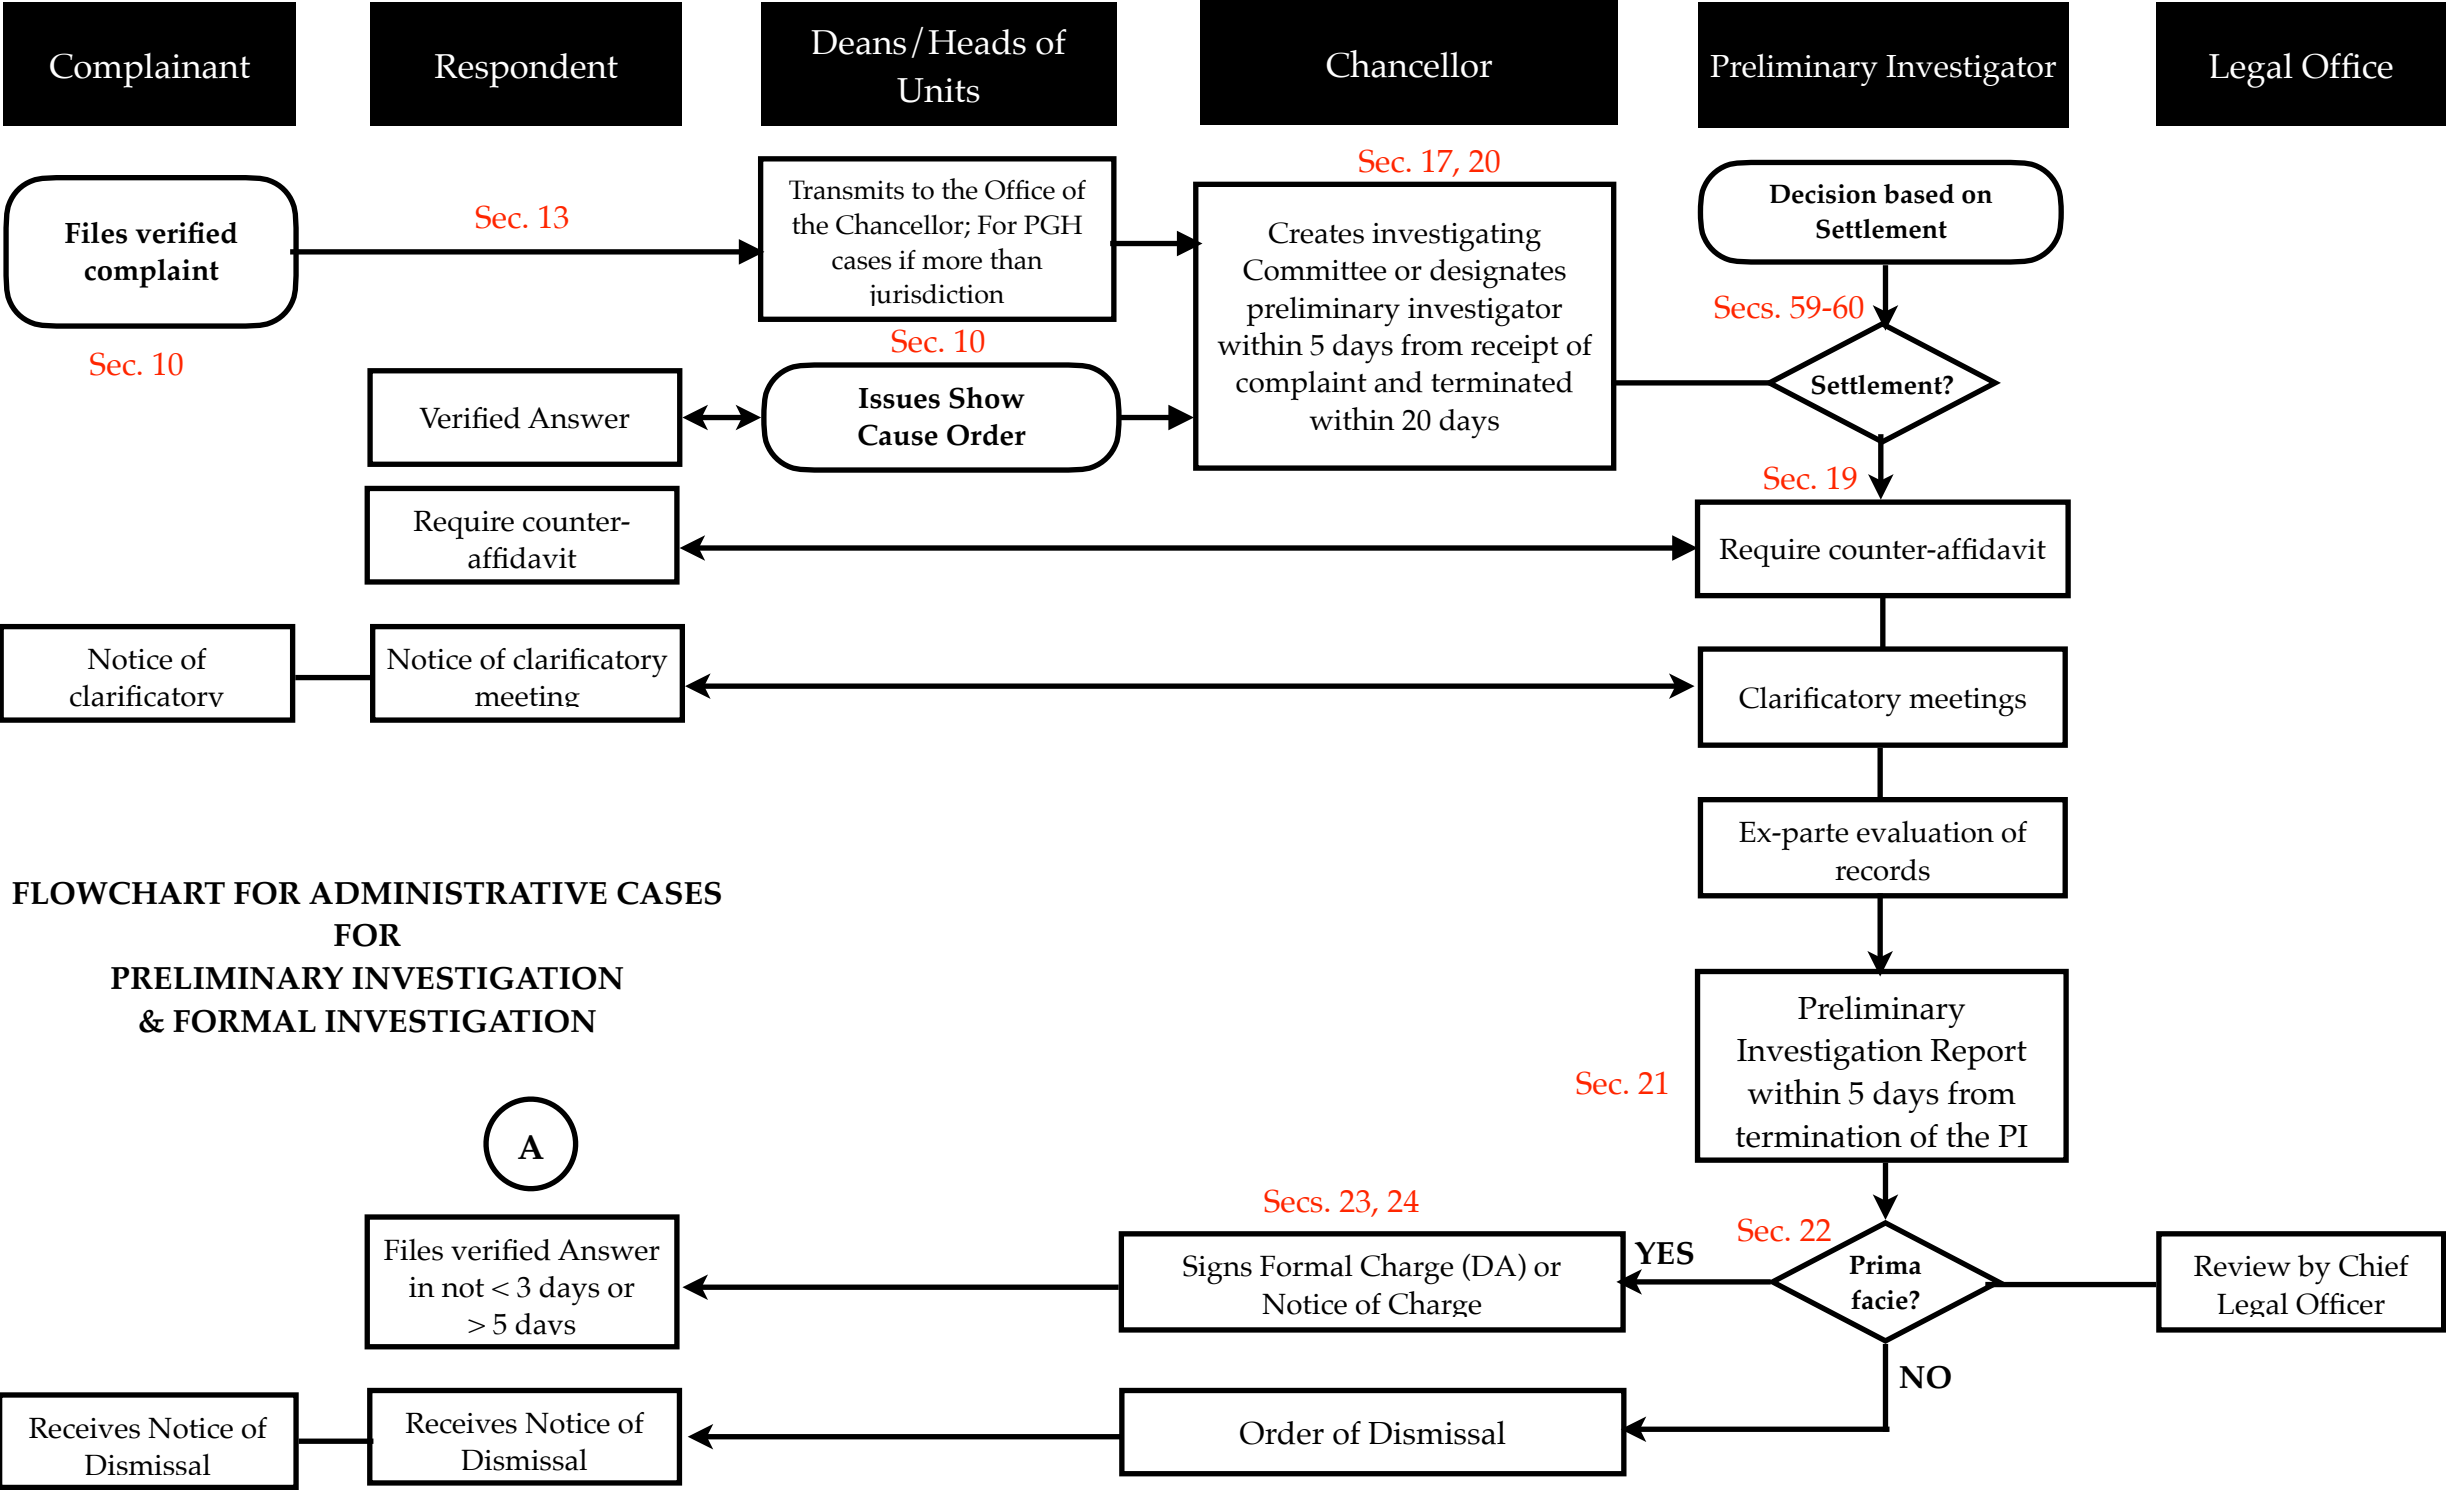 Complainant
Respondent
Deans/Heads of
Units
Chancellor
Preliminary Investigator
Legal Office
Files verified
complaint
Sec. 10
Sec. 13
Transmits to the Office of
the Chancellor; For PGH
cases if more than
jurisdiction
Sec. 10
Verified Answer
Issues Show
Cause Order
Sec. 17, 20
Creates investigating
Committee or designates
preliminary investigator
within 5 days from receipt of
complaint and terminated
within 20 days
Decision based on
Settlement
Secs. 59-60
Settlement?
Sec. 19
Require counter-
affidavit
Require counter-affidavit
Notice of
clarificatory
Notice of clarificatory
meeting
Clarificatory meetings
Ex-parte evaluation of
records
FLOWCHART FOR ADMINISTRATIVE CASES
FOR
PRELIMINARY INVESTIGATION
& FORMAL INVESTIGATION
Preliminary
Investigation Report
within 5 days from
termination of the PI
Sec. 21
A
Files verified Answer
in not < 3 days or
> 5 days
Secs. 23, 24
Signs Formal Charge (DA) or
Notice of Charge
YES
Sec. 22
Prima
facie?
Review by Chief
Legal Officer
NO
Receives Notice of
Dismissal
Receives Notice of
Dismissal
Order of Dismissal